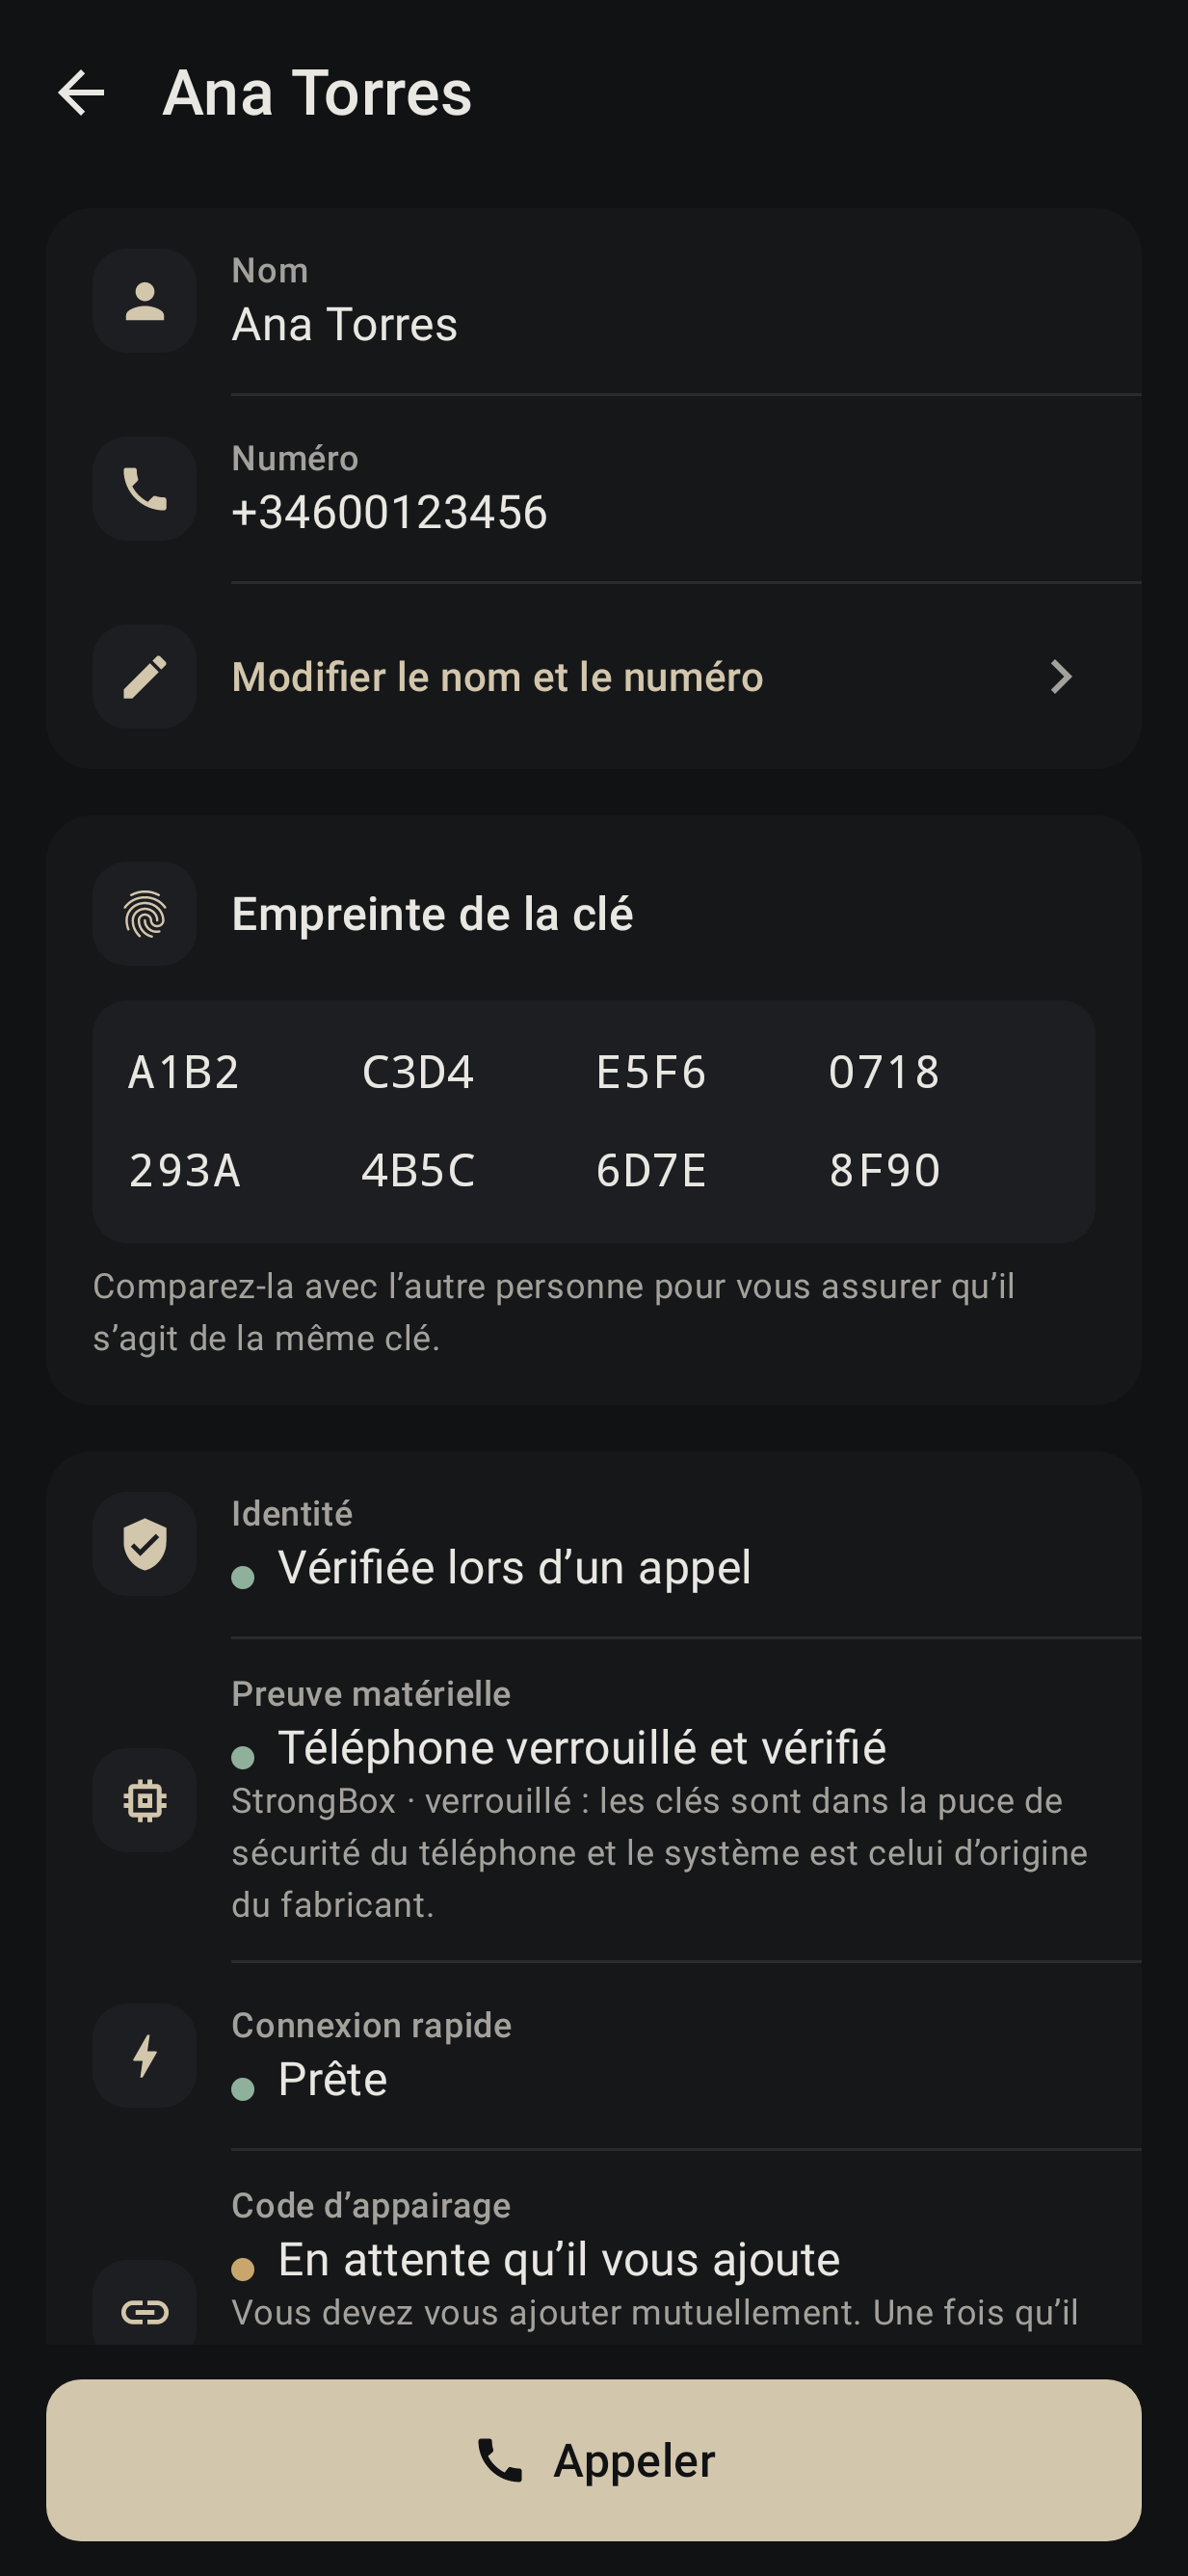 Ana Torres
Nom
Ana Torres
Numéro
+34600123456
Modifier le nom et le numéro
Empreinte de la clé
A1B2 C3D4 E5F6 0718
293A 4B5C 6D7E 8F90
Comparez-la avec l’autre personne pour vous assurer qu’il
s’agit de la même clé.
Identité
Vérifiée lors d’un appel
Preuve matérielle
Téléphone verrouillé et vérifié
StrongBox · verrouillé : les clés sont dans la puce de
sécurité du téléphone et le système est celui d’origine
du fabricant.
Connexion rapide
Prête
Code d’appairage
En attente qu’il vous ajoute
Vous devez vous ajouter mutuellement. Une fois qu’il
Appeler